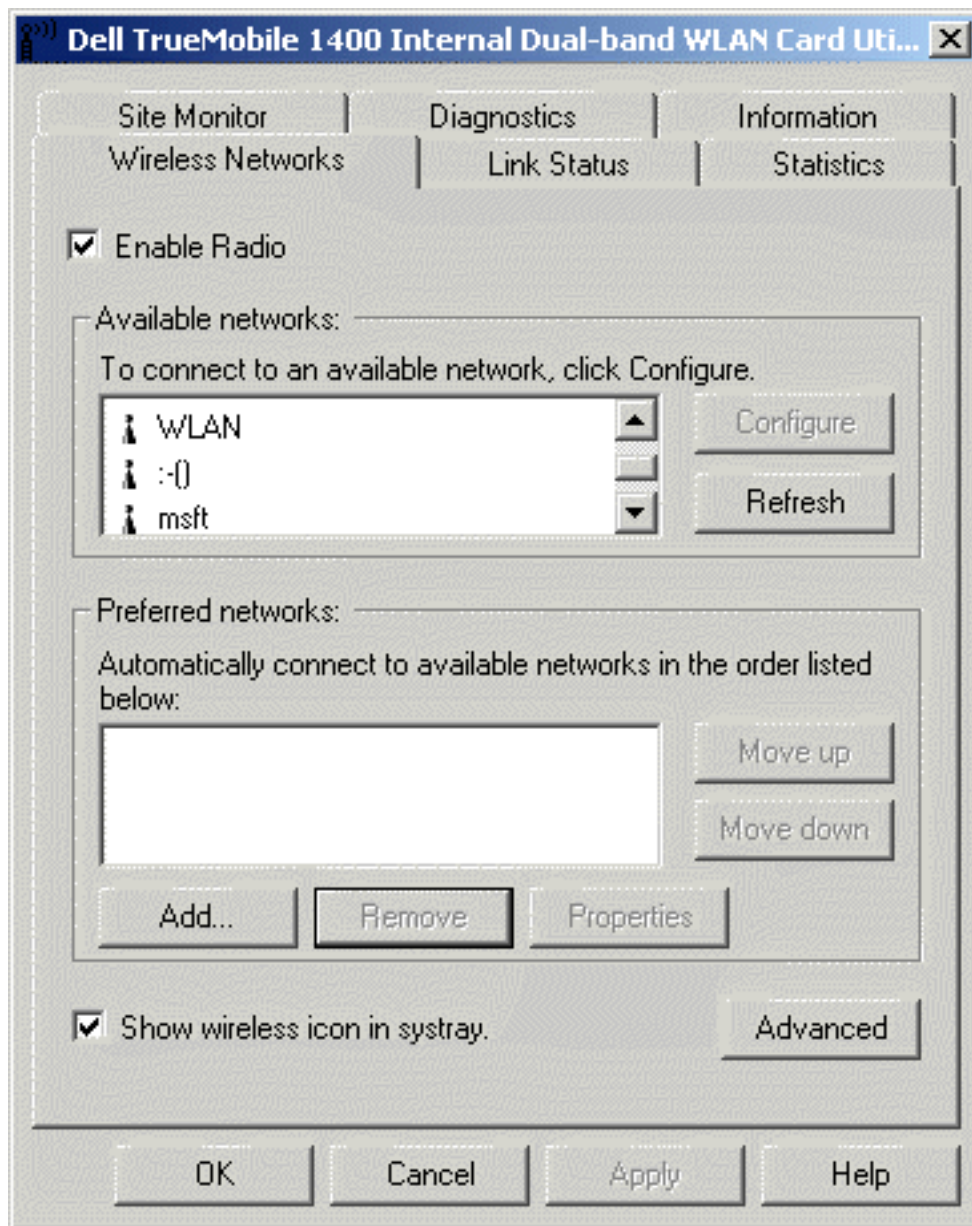 Dell TrueMobile 1400 Internal Dual-band WLAN Card Uti...
Site Monitor
Diagnostics
Information
Wireless Networks
Link Status
Statistics
Enable Radio
Available networks:
To connect to an available network, click Configure.
WLAN
:-()
msft
Configure
Refresh
Preferred networks:
Automatically connect to available networks in the order listed
below:
Move up
Move down
Add...
Remove
Properties
Show wireless icon in systray.
Advanced
OK
Cancel
Apply
Help